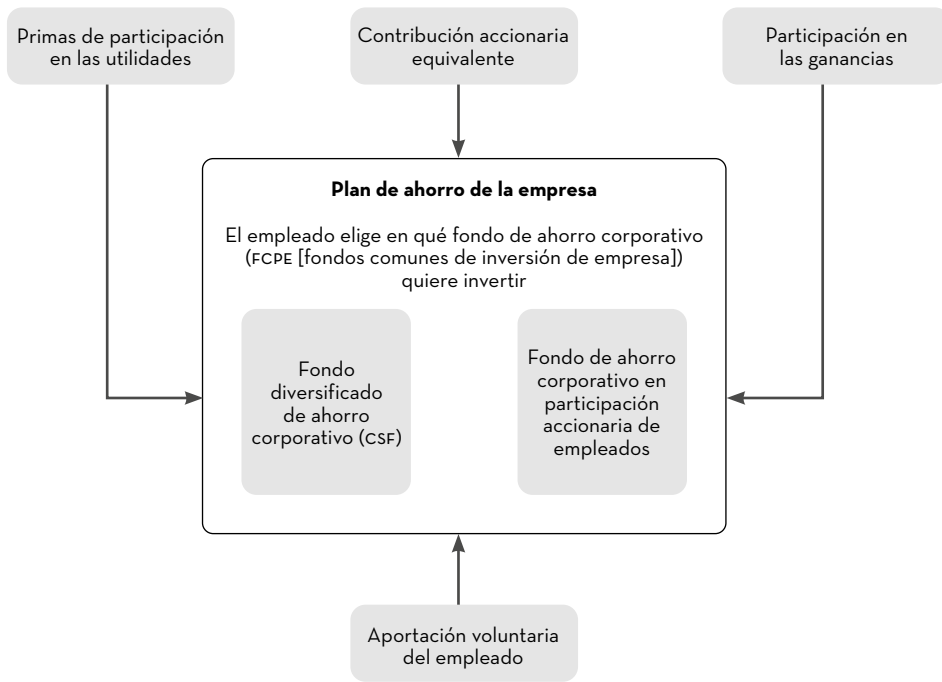 Primas de participación
en las utilidades
Contribución accionaria
equivalente
Participación en
las ganancias
Plan de ahorro de la empresa
El empleado elige en qué fondo de ahorro corporativo
(FCPE [fondos comunes de inversión de empresa])
quiere invertir
Fondo
diversificado
de ahorro
corporativo (CSF)
Fondo de ahorro
corporativo en
participación
accionaria de
empleados
Aportación voluntaria
del empleado